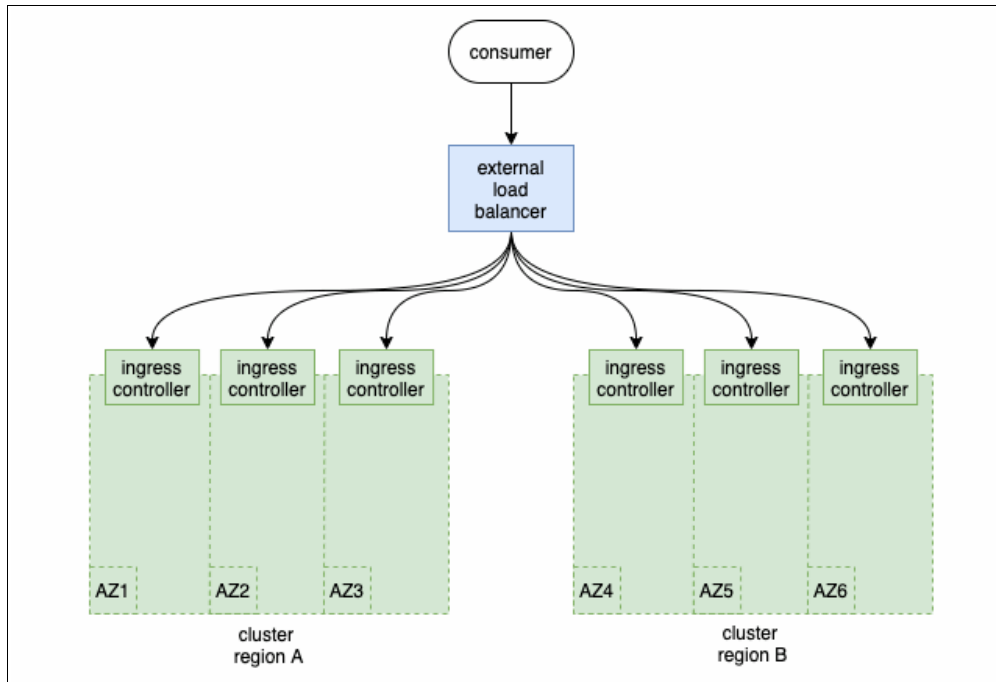 consumer
external
load
balancer
ingress
controller
ingress
controller
ingress
controller
ingress
controller
ingress
controller
ingress
controller
AZ1
AZ2
AZ3
AZ4
AZ5
AZ6
cluster
region A
cluster
region B